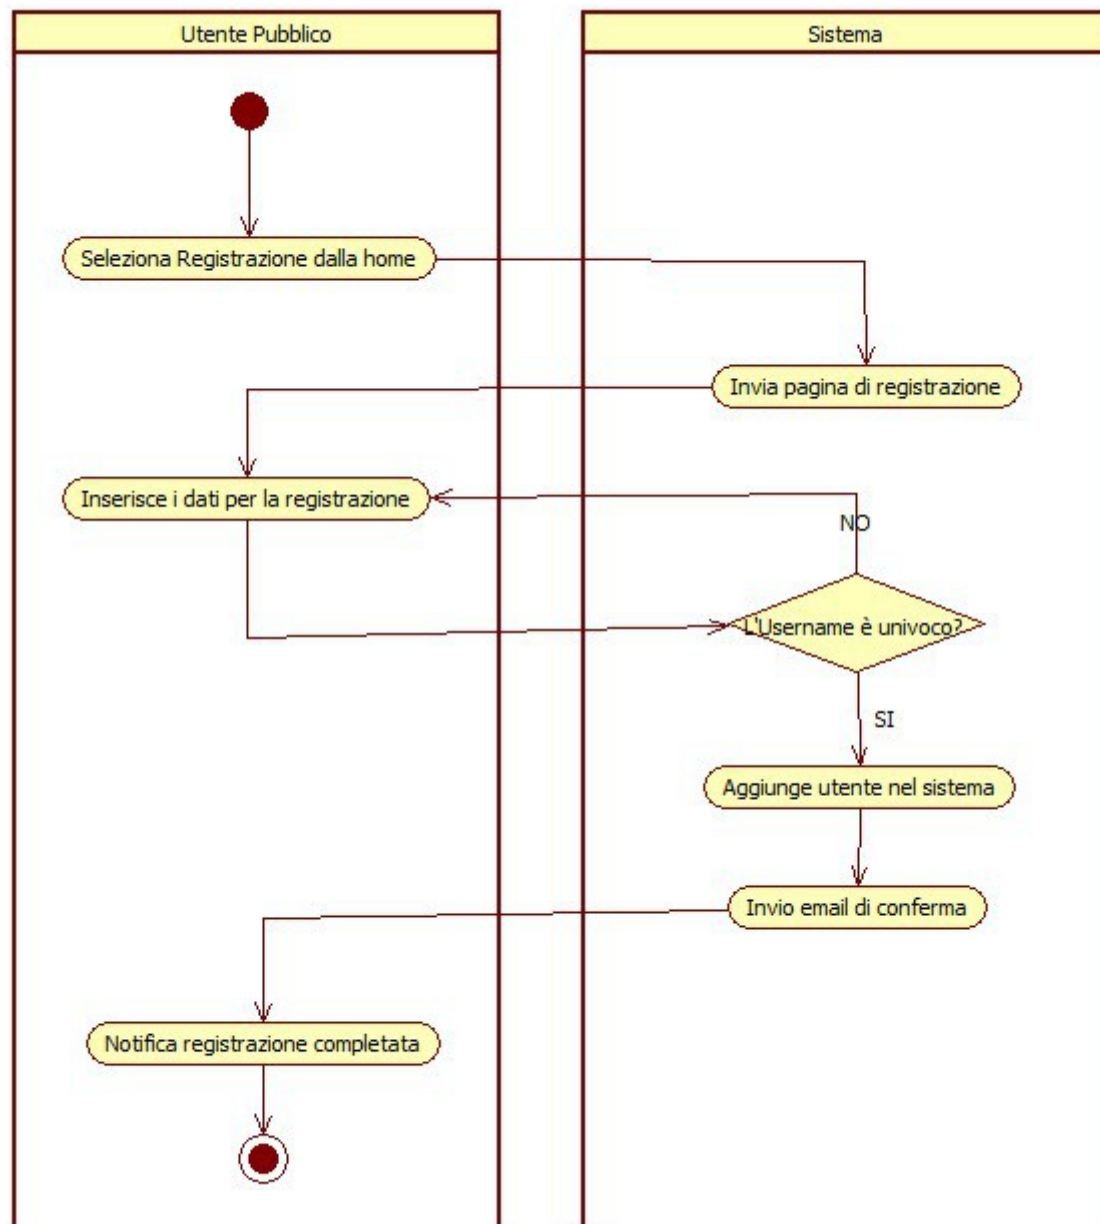 Utente Pubblico
Sistema
Seleziona Registrazione dalla home
Invia pagina di registrazione
Inserisce i dati per la registrazione
NO
L'Username è univoco?
SI
Aggiunge utente nel sistema
Invio email di conferma
Notifica registrazione completata